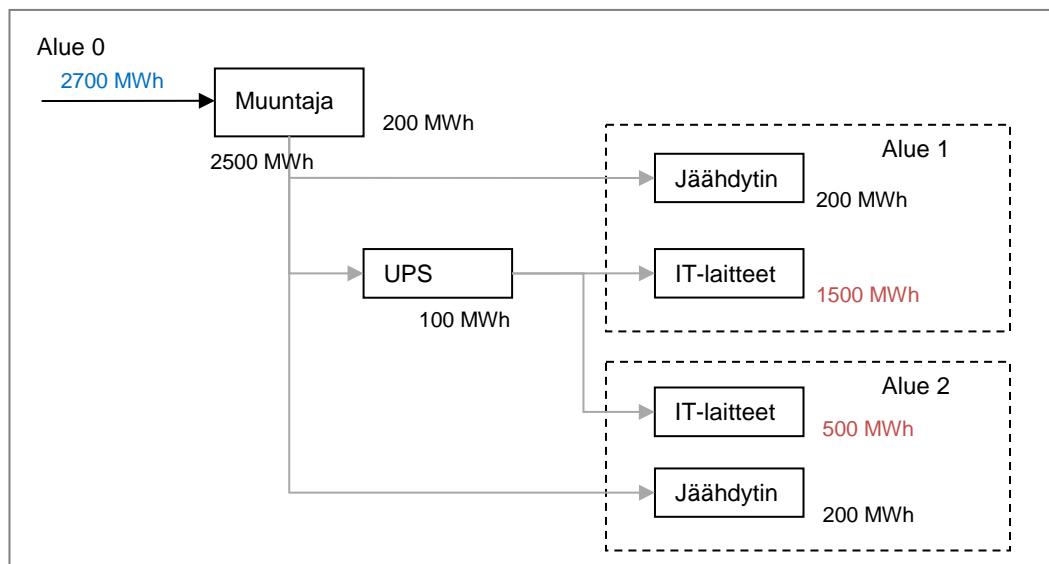 Alue 0
2700 MWh
Muuntaja
200 MWh
2500 MWh
Alue 1
Jäähdytin
200 MWh
UPS
100 MWh
IT-laitteet
1500 MWh
Alue 2
IT-laitteet
500 MWh
Jäähdytin
200 MWh